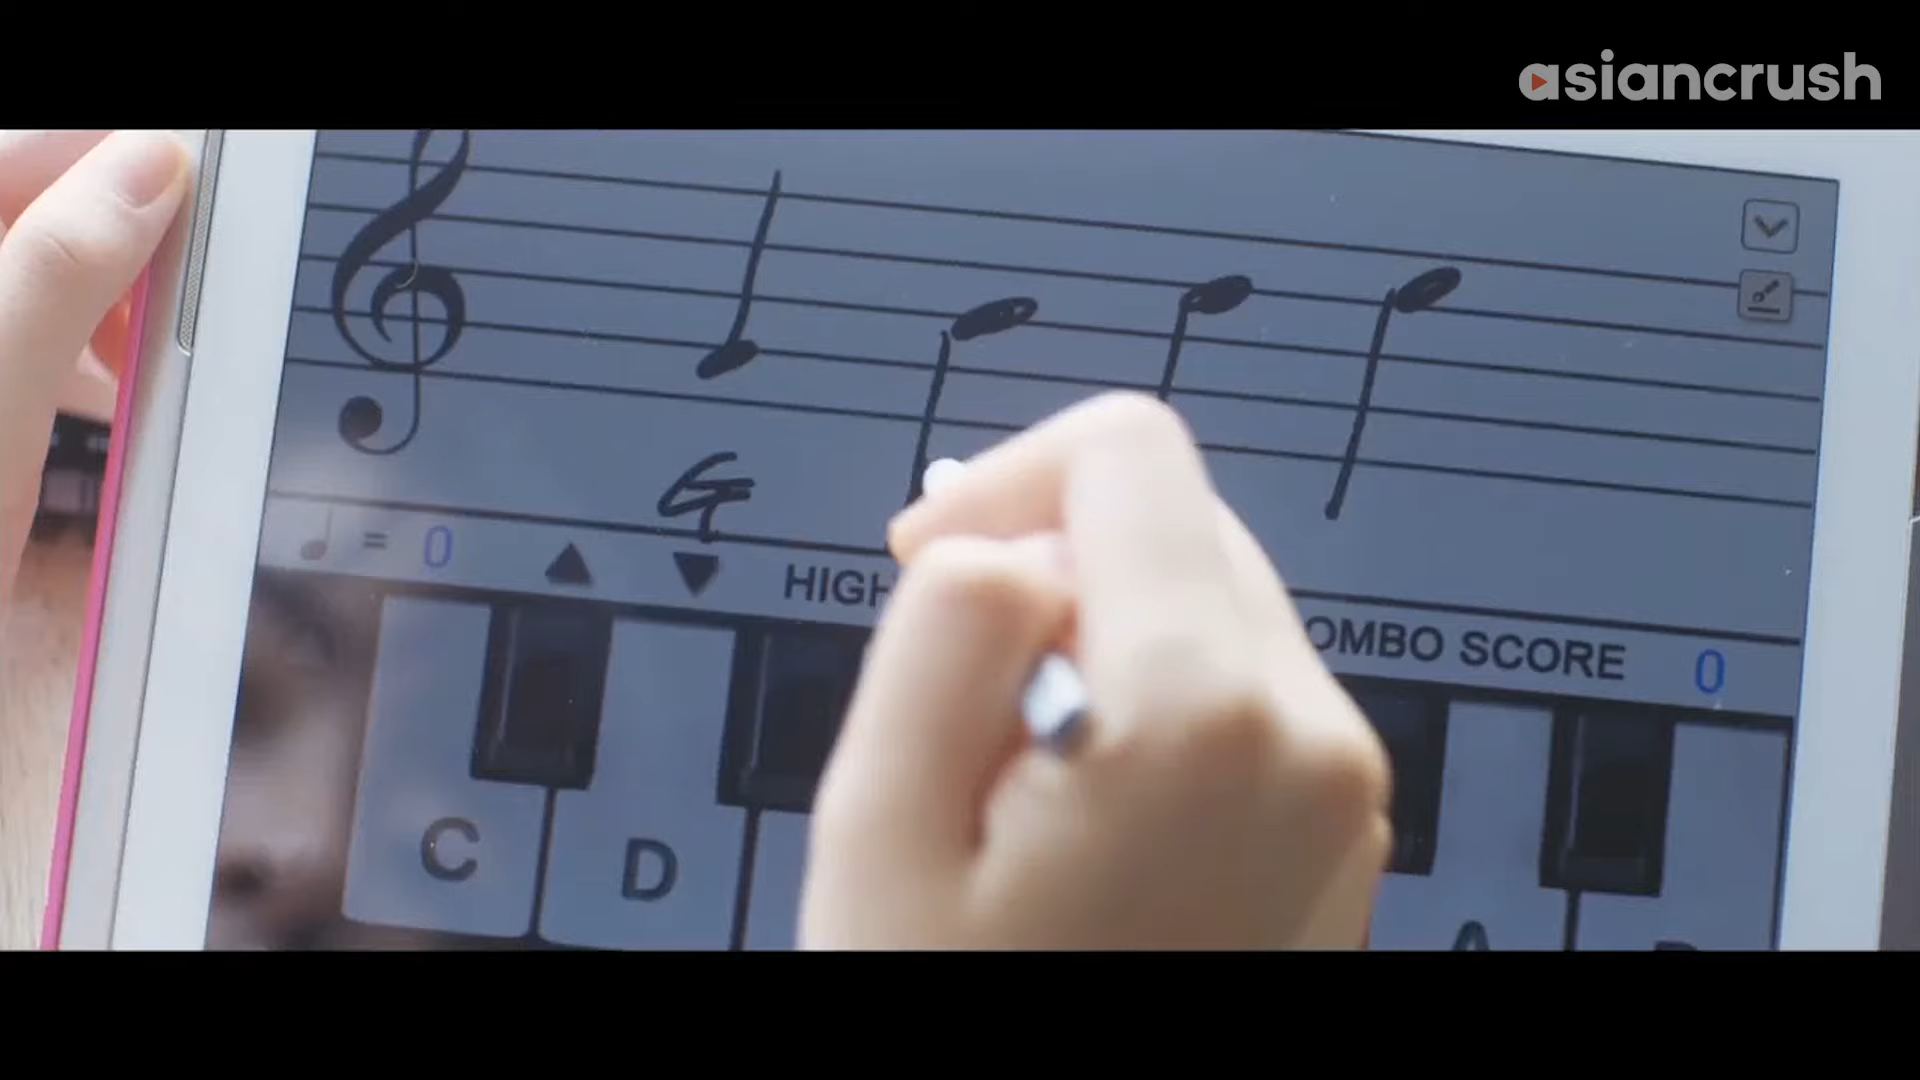 asiancrush
G
= 0
HIGH
OMBO SCORE 0
C
D
A